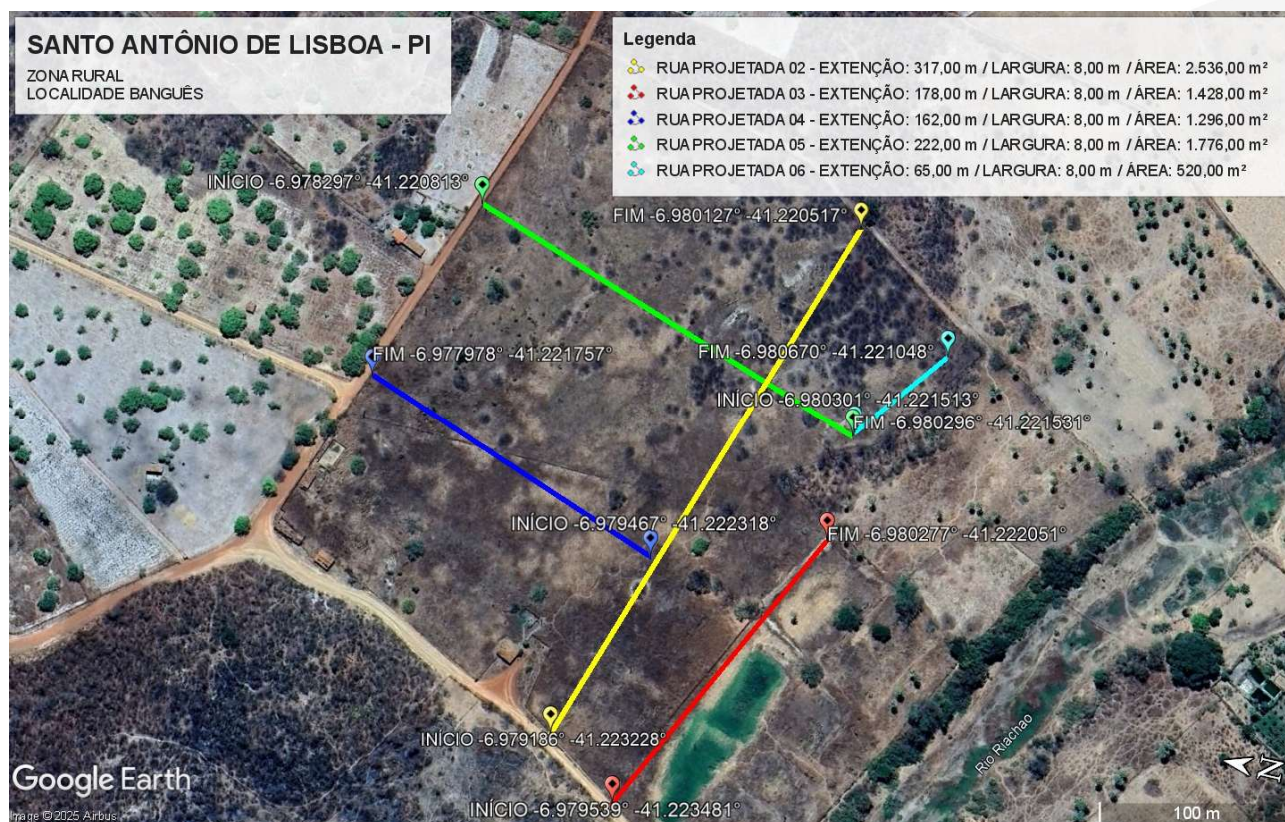 SANTO ANTÔNIO DE LISBOA - PI
ZONA RURAL
LOCALIDADE BANGUÊS
Legenda
RUA PROJETADA 02 - EXTENÇÃO: 317,00 m / LARGURA: 8,00 m / ÁREA: 2.536,00 m²
RUA PROJETADA 03 - EXTENÇÃO: 178,00 m / LARGURA: 8,00 m / ÁREA: 1.428,00 m²
RUA PROJETADA 04 - EXTENÇÃO: 162,00 m / LARGURA: 8,00 m / ÁREA: 1.296,00 m²
RUA PROJETADA 05 - EXTENÇÃO: 222,00 m / LARGURA: 8,00 m / ÁREA: 1.776,00 m²
RUA PROJETADA 06 - EXTENÇÃO: 65,00 m / LARGURA: 8,00 m / ÁREA: 520,00 m²
INÍCIO -6.978297° -41.220813°
FIM -6.980127° -41.220517°
FIM -6.977978° -41.221757°
FIM -6.980670° -41.221048°
INÍCIO -6.980301° -41.221513°
FIM -6.980296° -41.221531°
INÍCIO -6.979467° -41.222318°
FIM -6.980277° -41.222051°
INÍCIO -6.979186° -41.223228°
Rio Riachao
N
Google Earth
INÍCIO -6.979539° -41.223481°
Image © 2025 Airbus
100 m